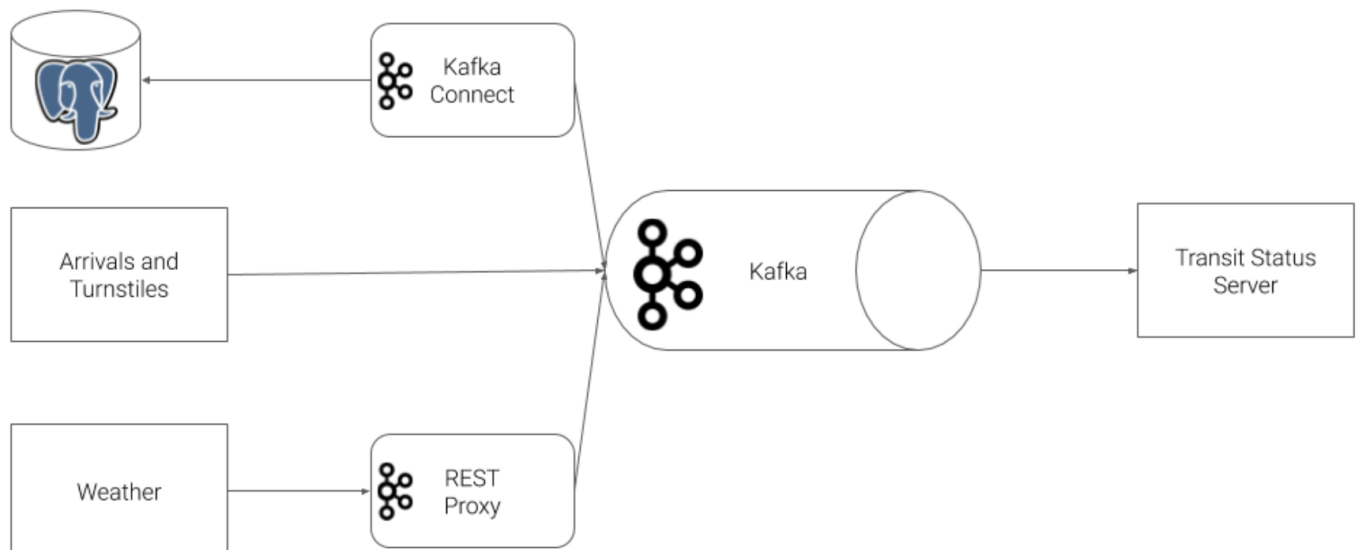 Kafka
Connect
Arrivals and
Turnstiles
Kafka
Transit Status
Server
Weather
REST
Proxy